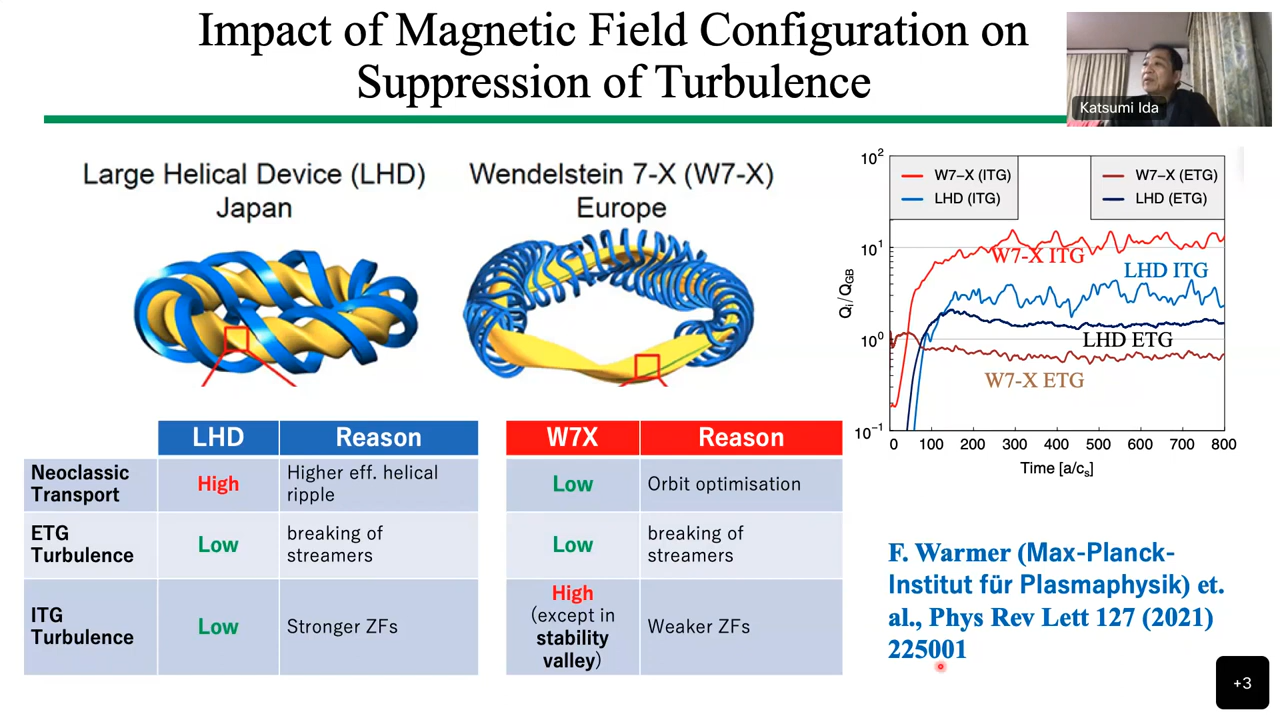 Impact of Magnetic Field Configuration on
Suppression of Turbulence
Katsumi Ida
Large Helical Device (LHD)
Japan
Wendelstein 7-X (W7-X)
Europe
10²
10¹
10⁰
10⁻¹
Qi/QGB
W7–X (ITG)
LHD (ITG)
W7–X (ETG)
LHD (ETG)
W7-X ITG
LHD ITG
LHD ETG
W7-X ETG
0 100 200 300 400 500 600 700 800
Time [a/cs]
LHD Reason W7X Reason
Neoclassic
Transport
High
Higher eff. helical
ripple
Low
Orbit optimisation
ETG
Turbulence
Low
breaking of
streamers
Low
breaking of
streamers
ITG
Turbulence
Low
Stronger ZFs
High
(except in
stability
valley)
Weaker ZFs
F. Warmer (Max-Planck-
Institut für Plasmaphysik) et.
al., Phys Rev Lett 127 (2021)
225001
+3